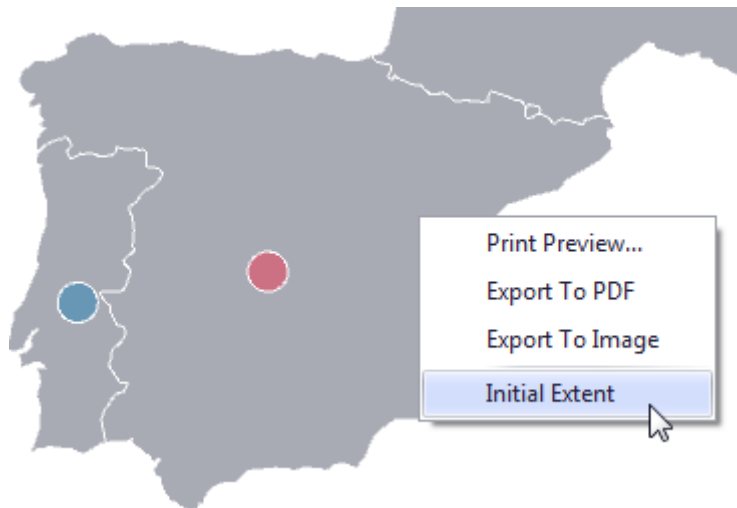 Print Preview...
Export To PDF
Export To Image
Initial Extent